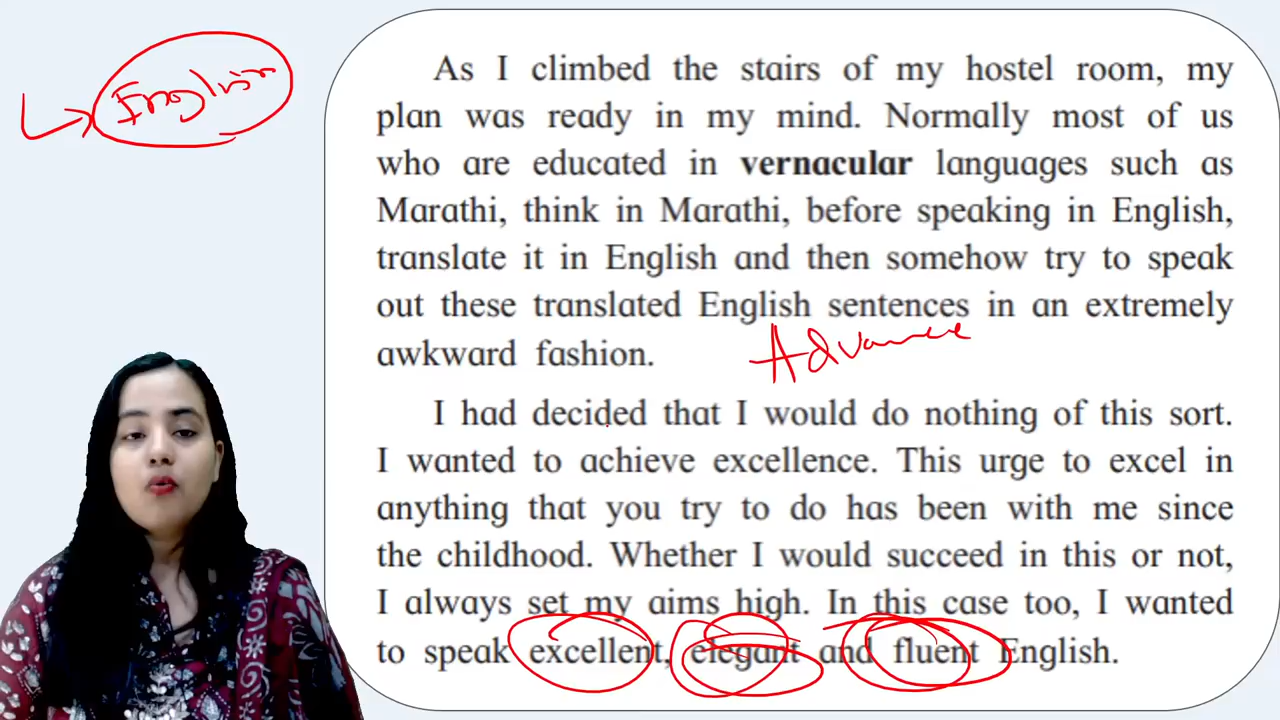 English
As I climbed the stairs of my hostel room, my
plan was ready in my mind. Normally most of us
who are educated in vernacular languages such as
Marathi, think in Marathi, before speaking in English,
translate it in English and then somehow try to speak
out these translated English sentences in an extremely
awkward fashion.
Advance
I had decided that I would do nothing of this sort.
I wanted to achieve excellence. This urge to excel in
anything that you try to do has been with me since
the childhood. Whether I would succeed in this or not,
I always set my aims high. In this case too, I wanted
to speak excellent, elegant and fluent English.